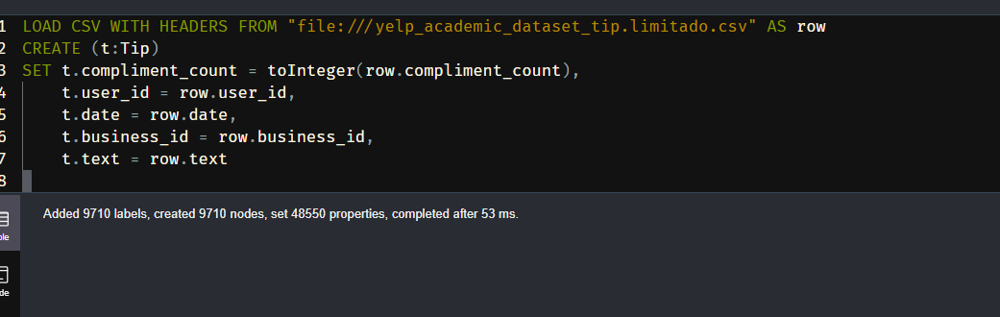 1 LOAD CSV WITH HEADERS FROM "file:///yelp_academic_dataset_tip.limitado.csv" AS row
2 CREATE (t:Tip)
3 SET t.compliment_count = toInteger(row.compliment_count),
4 t.user_id = row.user_id,
5 t.date = row.date,
6 t.business_id = row.business_id,
7 t.text = row.text
8
Added 9710 labels, created 9710 nodes, set 48550 properties, completed after 53 ms.